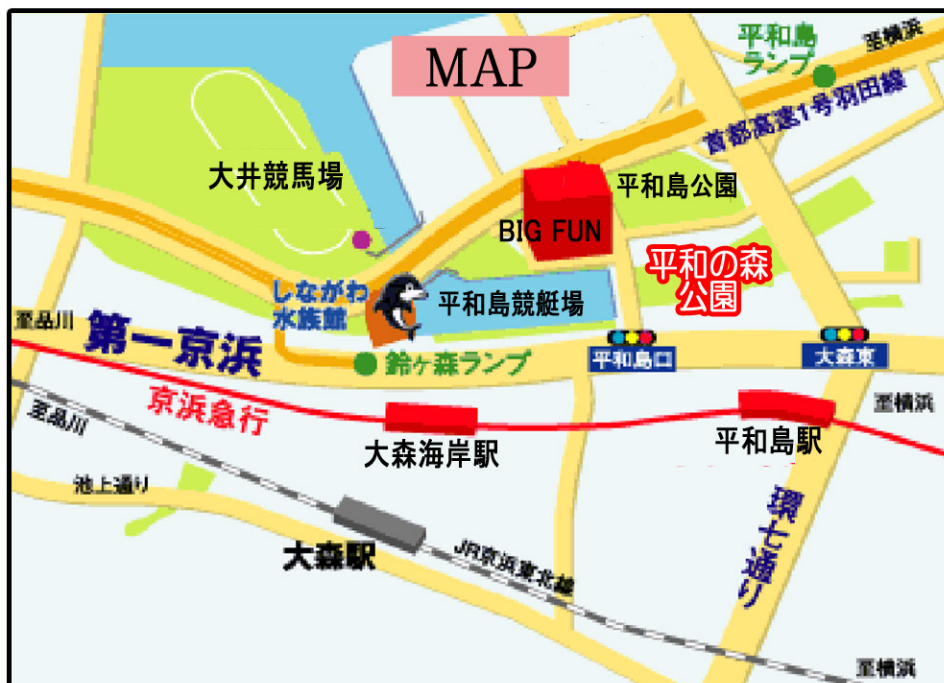 MAP
平和島
ランプ
至横浜
首都高速1号羽田線
大井競馬場
平和島公園
BIG FUN
平和の森
公園
しながわ
水族館
平和島競艇場
至品川
第一京浜
鈴ヶ森ランプ
平和島口
大森東
京浜急行
至横浜
至品川
大森海岸駅
平和島駅
池上通り
大森駅
JR京浜東北線
環七通り
至横浜